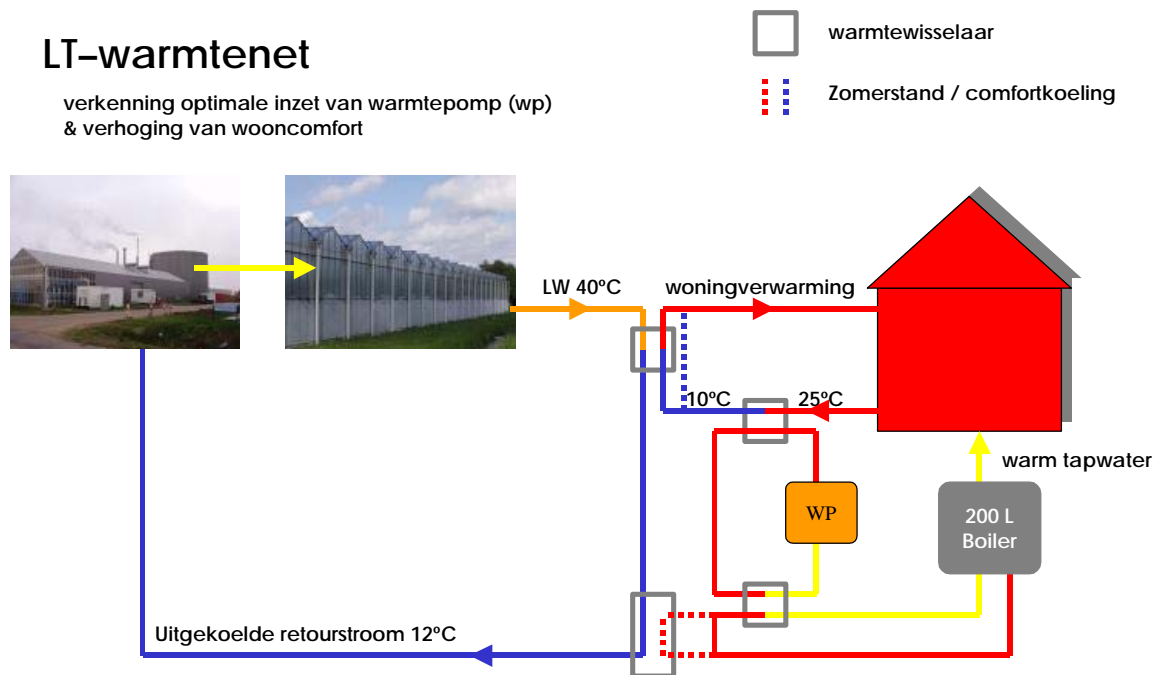 LT–warmtenet
verkenning optimale inzet van warmtepomp (wp)
& verhoging van wooncomfort
warmtewisselaar
Zomerstand / comfortkoeling
LW 40ºC
woningverwarming
10ºC
25ºC
warm tapwater
WP
200 L
Boiler
Uitgekoelde retourstroom 12ºC